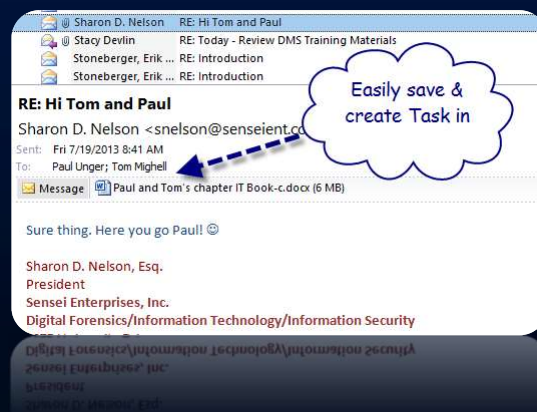 Sharon D. Nelson RE: Hi Tom and Paul
Stacy Devlin RE: Today - Review DMS Training Materials
Stoneberger, Erik ... RE: Introduction
Stoneberger, Erik ... RE: Introduction
Easily save &
create Task in
RE: Hi Tom and Paul
Sharon D. Nelson <snelson@senseient.co
Sent: Fri 7/19/2013 8:41 AM
To: Paul Unger; Tom Mighell
Message Paul and Tom's chapter IT Book-c.docx (6 MB)
Sure thing. Here you go Paul! ☺
Sharon D. Nelson, Esq.
President
Sensei Enterprises, Inc.
Digital Forensics/Information Technology/Information Security